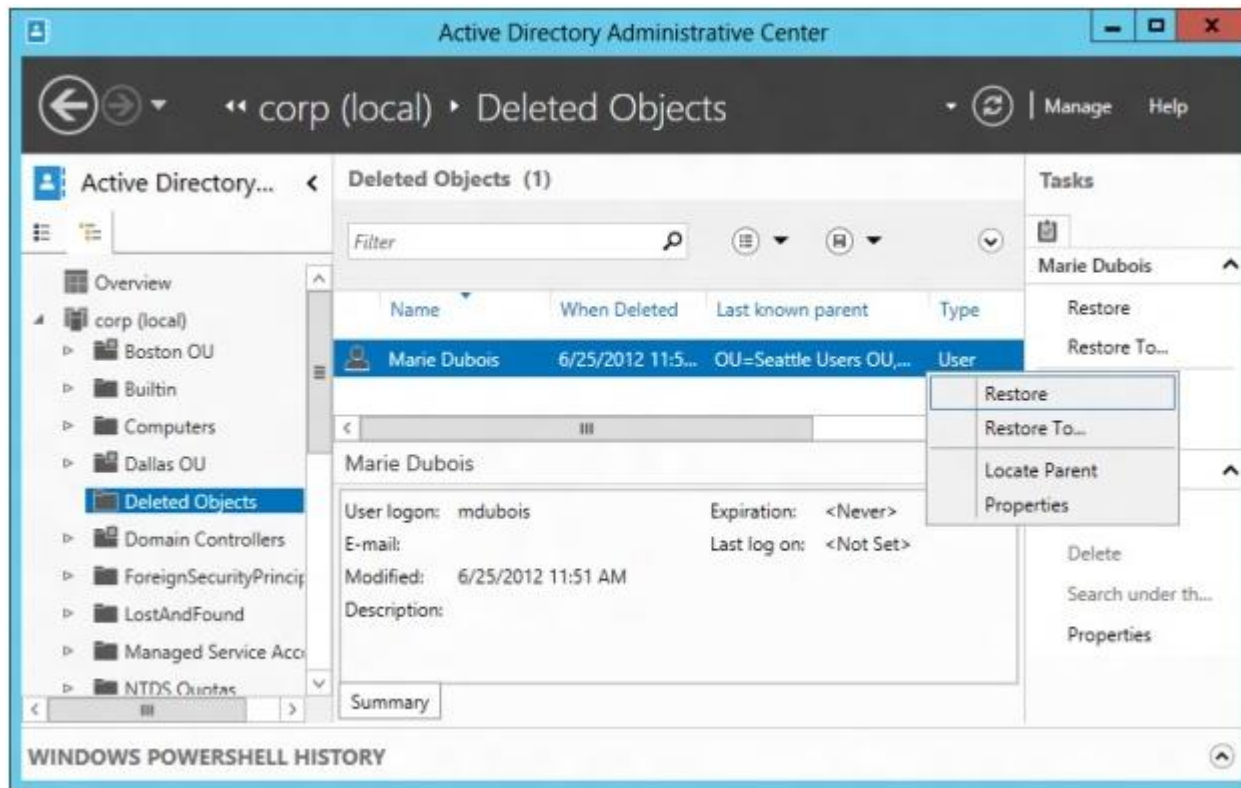 Active Directory Administrative Center
corp (local) Deleted Objects
Manage Help
Active Directory...
Overview
corp (local)
Boston OU
Builtin
Computers
Dallas OU
Deleted Objects
Domain Controllers
ForeignSecurityPrincip
LostAndFound
Managed Service Acco
NTDS Quotas
Deleted Objects (1)
Filter
Name When Deleted Last known parent Type
Marie Dubois 6/25/2012 11:5... OU=Seattle Users OU,... User
Restore
Restore To...
Locate Parent
Properties
Marie Dubois
User logon: mdubois Expiration: <Never>
E-mail: Last log on: <Not Set>
Modified: 6/25/2012 11:51 AM
Description:
Summary
Tasks
Marie Dubois
Restore
Restore To...
Delete
Search under th...
Properties
WINDOWS POWERSHELL HISTORY